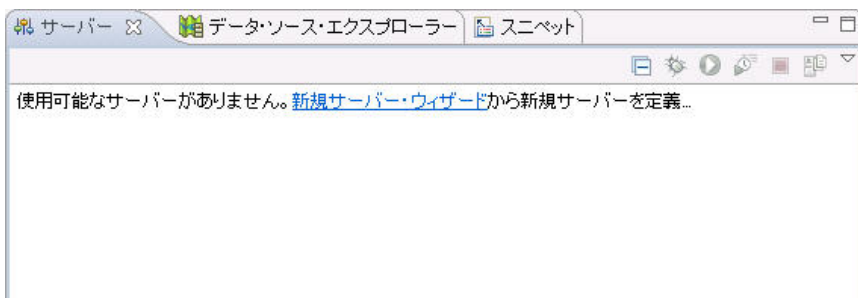 サーバー データ・ソース・エクスプローラー スニペット
使用可能なサーバーがありません。新規サーバー・ウィザードから新規サーバーを定義...